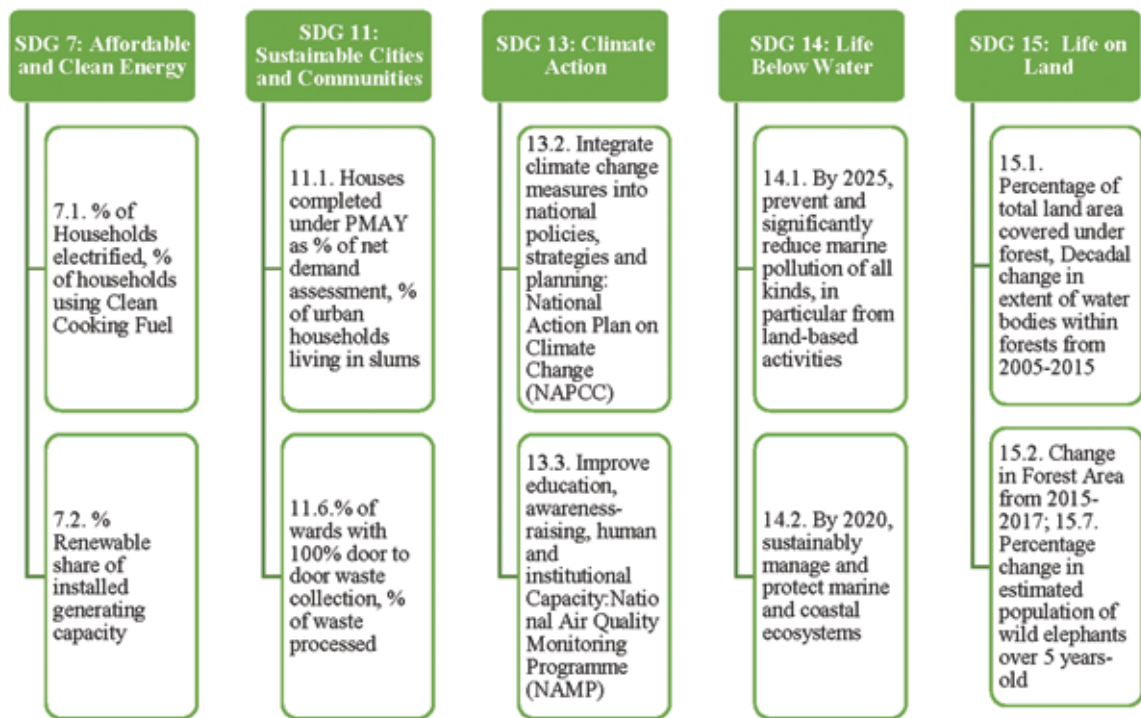 SDG 7: Affordable
and Clean Energy
7.1. % of
Households
electrified, %
of households
using Clean
Cooking Fuel
7.2. %
Renewable
share of
installed
generating
capacity
SDG 11:
Sustainable Cities
and Communities
11.1. Houses
completed
under PMAY
as % of net
demand
assessment, %
of urban
households
living in slums
11.6.% of
wards with
100% door to
door waste
collection, %
of waste
processed
SDG 13: Climate
Action
13.2. Integrate
climate change
measures into
national
policies,
strategies and
planning:
National
Action Plan on
Climate
Change
(NAPCC)
13.3. Improve
education,
awareness-
raising, human
and
institutional
Capacity:Natio
nal Air Quality
Monitoring
Programme
(NAMP)
SDG 14: Life
Below Water
14.1. By 2025,
prevent and
significantly
reduce marine
pollution of all
kinds, in
particular from
land-based
activities
14.2. By 2020,
sustainably
manage and
protect marine
and coastal
ecosystems
SDG 15:  Life on
Land
15.1.
Percentage of
total land area
covered under
forest, Decadal
change in
extent of water
bodies within
forests from
2005-2015
15.2. Change
in Forest Area
from 2015-
2017; 15.7.
Percentage
change in
estimated
population of
wild elephants
over 5 years-
old